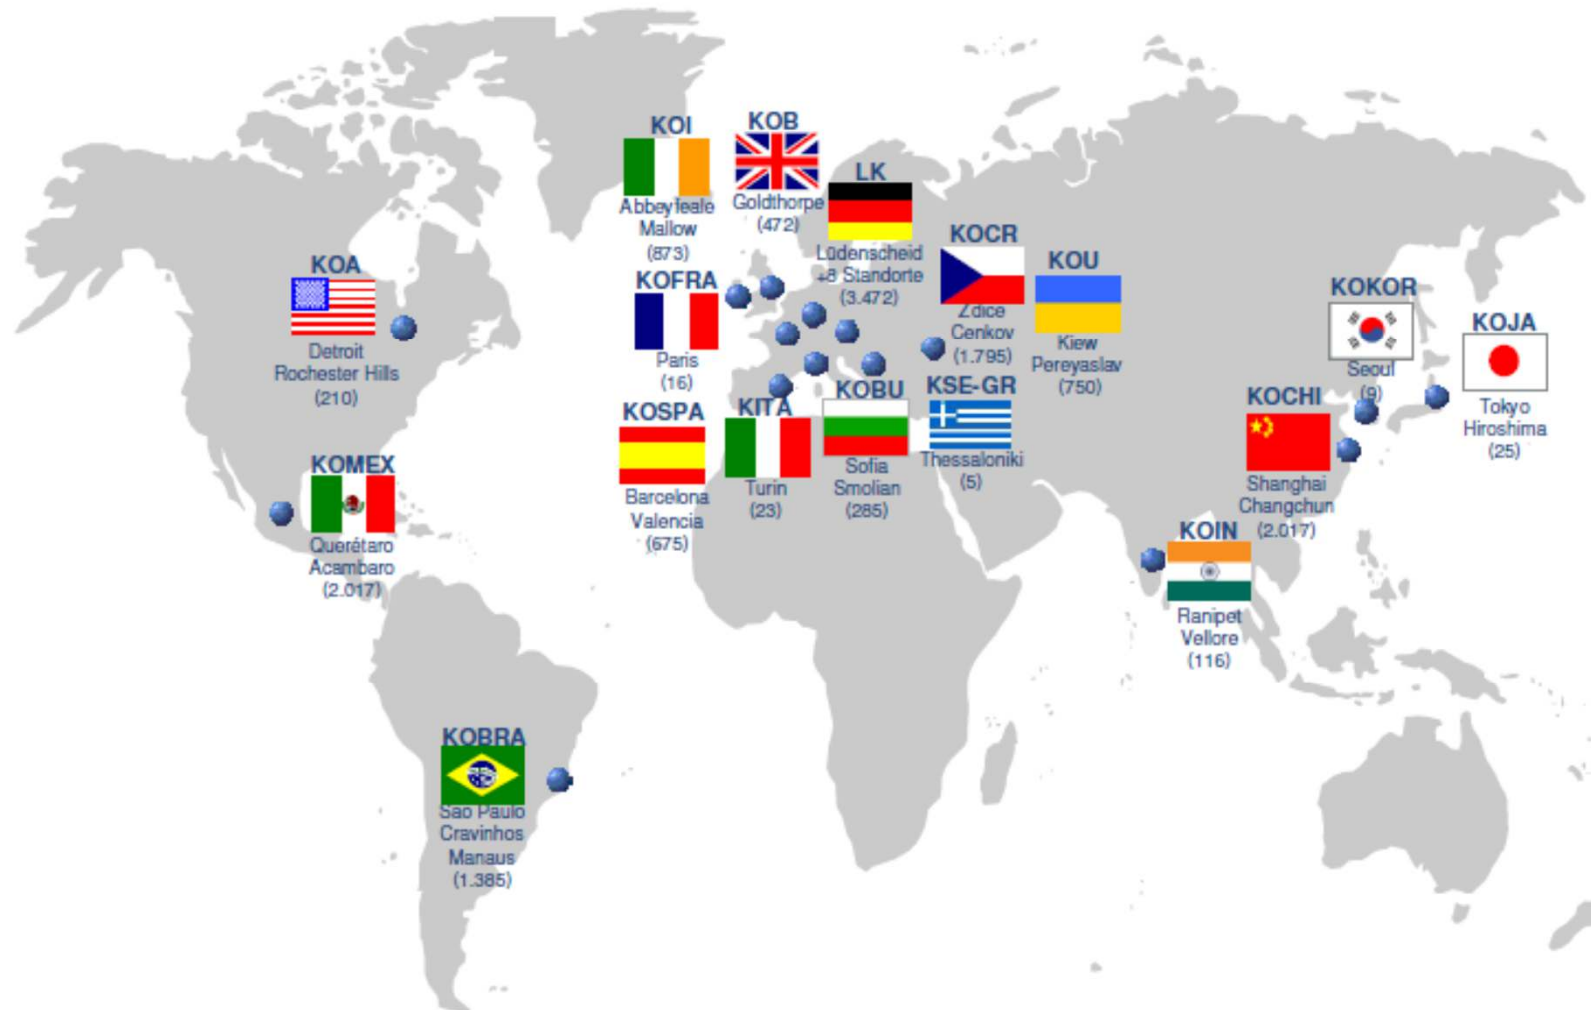 KOI
Abbeyfeale
Mallow
(873)
KOB
Goldthorpe
(472)
LK
Lüdenscheid
+8 Standorte
(3.472)
KOCR
Zdice
Cenkov
(1.795)
KOU
Kiew
Pereyaslav
(750)
KOA
Detroit
Rochester Hills
(210)
KOFRA
Paris
(16)
KOKOR
Seoul
(9)
KOJA
Tokyo
Hiroshima
(25)
KOSPA
Barcelona
Valencia
(675)
KITA
Turin
(23)
KOBU
Sofia
Smolian
(285)
KSE-GR
Thessaloniki
(5)
KOCHI
Shanghai
Changchun
(2.017)
KOMEX
Querétaro
Acambaro
(2.017)
KOIN
Ranipet
Vellore
(116)
KOBRA
Sao Paulo
Cravinhos
Manaus
(1.385)